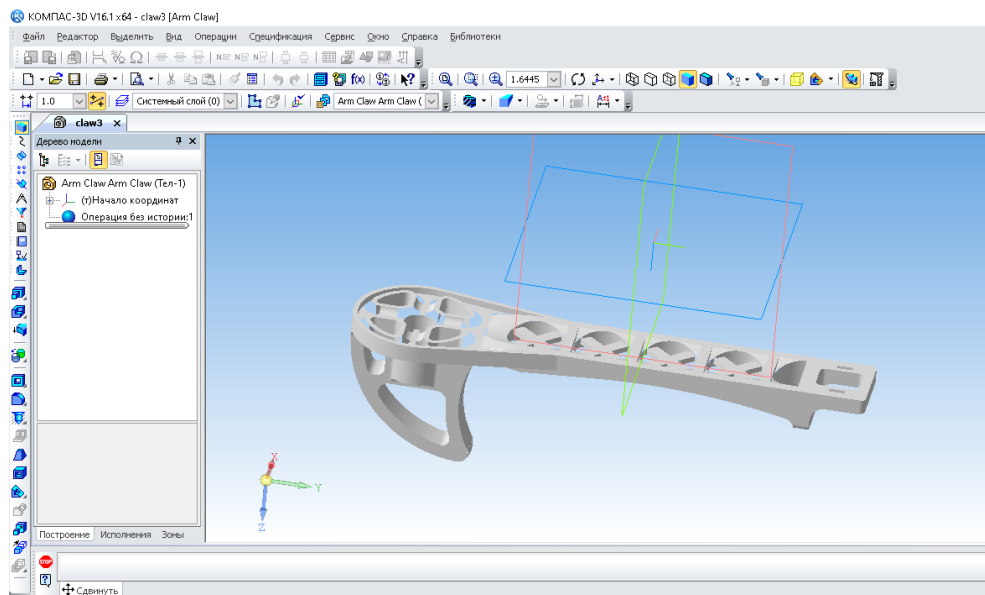 КОМПАС-3D V16.1 x64 - claw3 [Arm Claw]
Файл Редактор Выделить Вид Операции Спецификация Сервис Окно Справка Библиотеки
1.6445
1.0 Системный слой (0) Arm Claw Arm Claw (
claw3
Дерево модели
Arm Claw Arm Claw (Тел-1)
(т)Начало координат
Операция без истории:1
X
Y
Z
Построение Исполнения Зоны
STOP
Сдвинуть